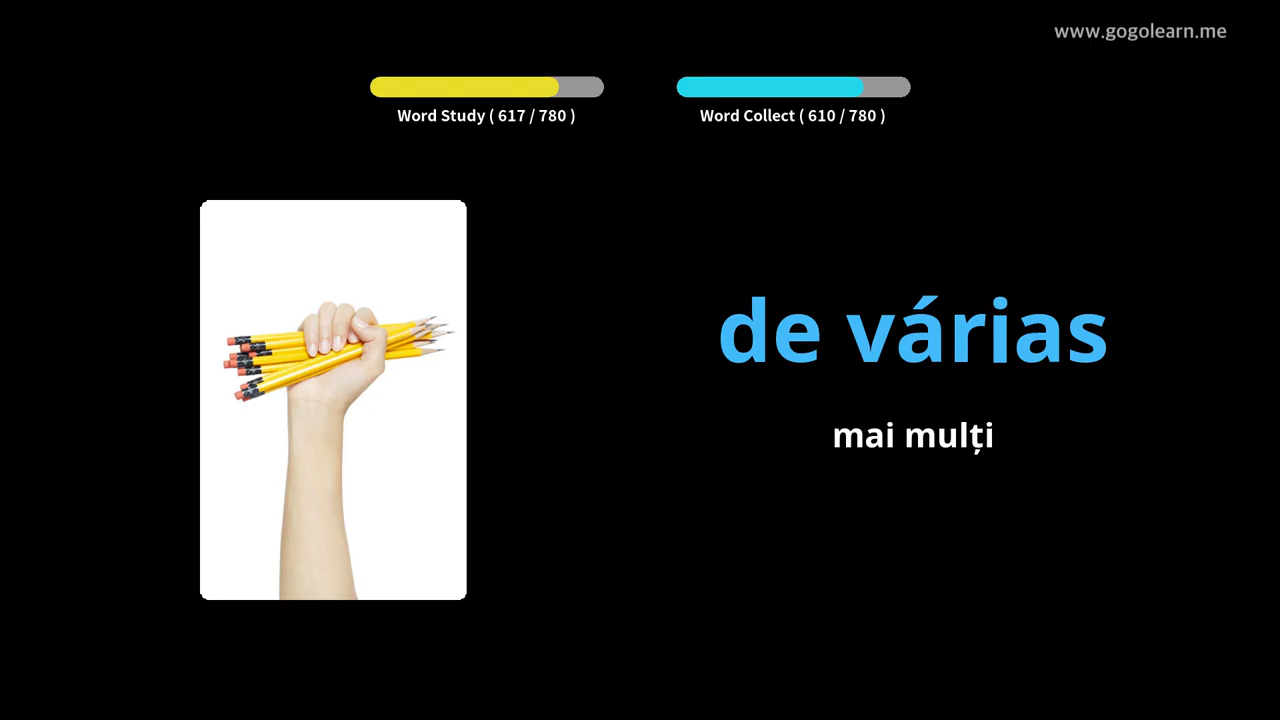 www.gogolearn.me
Word Study ( 617 / 780 )
Word Collect ( 610 / 780 )
de várias
mai mulți